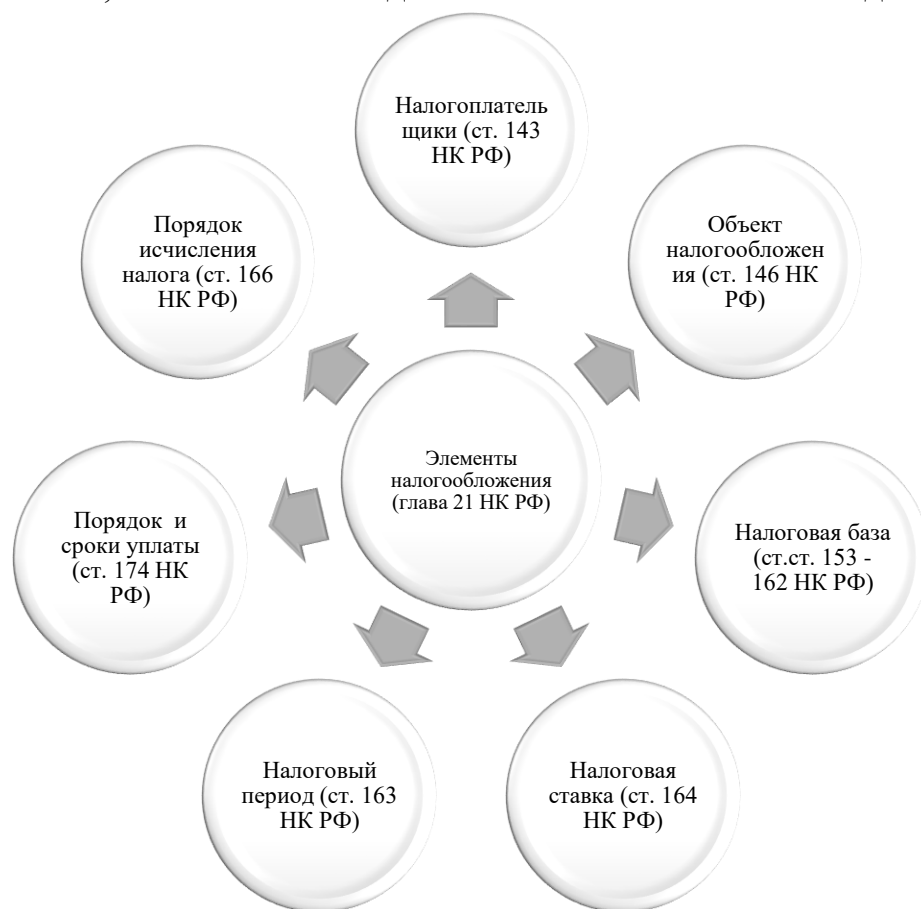 Налогоплатель
щики (ст. 143
НК РФ)
Порядок
исчисления
налога (ст. 166
НК РФ)
Объект
налогообложен
ия (ст. 146 НК
РФ)
Элементы
налогообложения
(глава 21 НК РФ)
Порядок и
сроки уплаты
(ст. 174 НК
РФ)
Налоговая база
(ст.ст. 153 -
162 НК РФ)
Налоговый
период (ст. 163
НК РФ)
Налоговая
ставка (ст. 164
НК РФ)